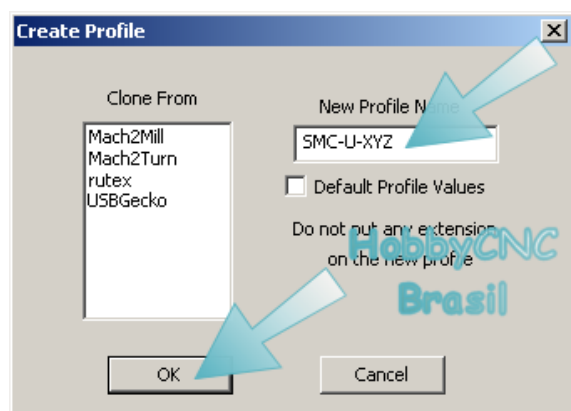 Create Profile
Clone From
New Profile Name
Mach2Mill
Mach2Turn
rutex
USBGecko
SMC-U-XYZ
Default Profile Values
Do not put any extension
on the new profile
HobbyCNC
Brasil
OK
Cancel